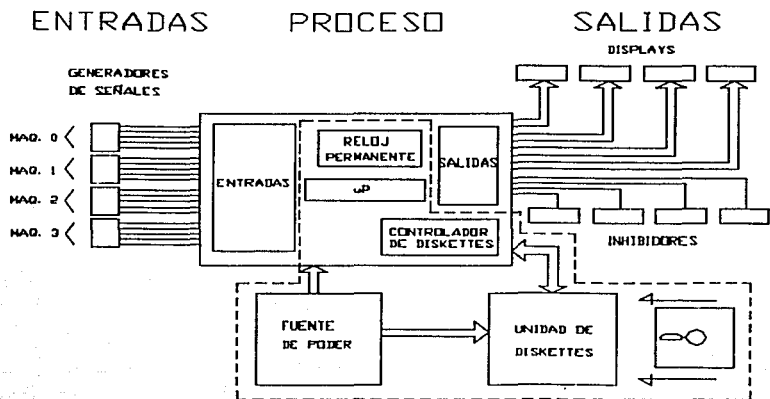 ENTRADAS PROCESO SALIDAS
DISPLAYS
GENERADORES
DE SEÑALES
MAQ. 0
MAQ. 1
MAQ. 2
MAQ. 3
ENTRADAS
RELOJ
PERMANENTE
uP
SALIDAS
CONTROLADOR
DE DISKETTES
INHIBIDORES
FUENTE
DE PODER
UNIDAD DE
DISKETTES